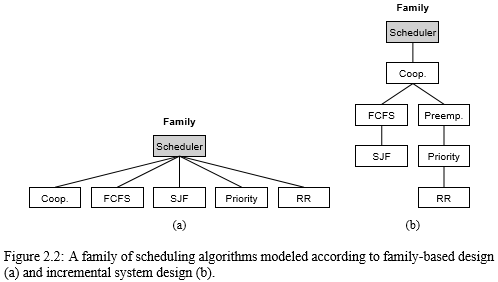 Family
Scheduler
Coop.
FCFS
Preemp.
SJF
Priority
RR
(b)
Family
Scheduler
Coop.
FCFS
SJF
Priority
RR
(a)
Figure 2.2: A family of scheduling algorithms modeled according to family-based design
(a) and incremental system design (b).